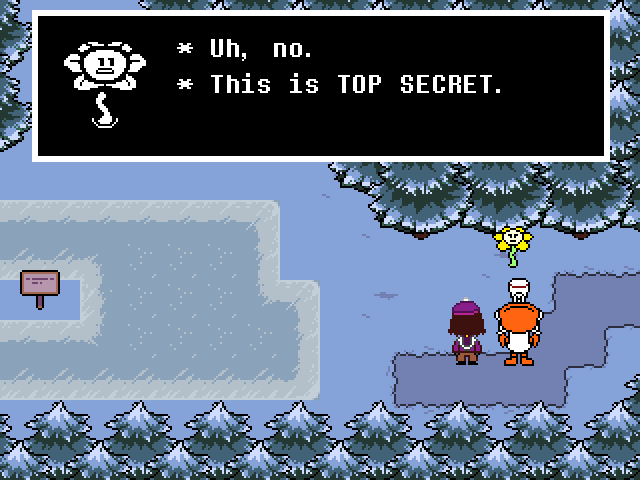 * Uh, no.
* This is TOP SECRET.